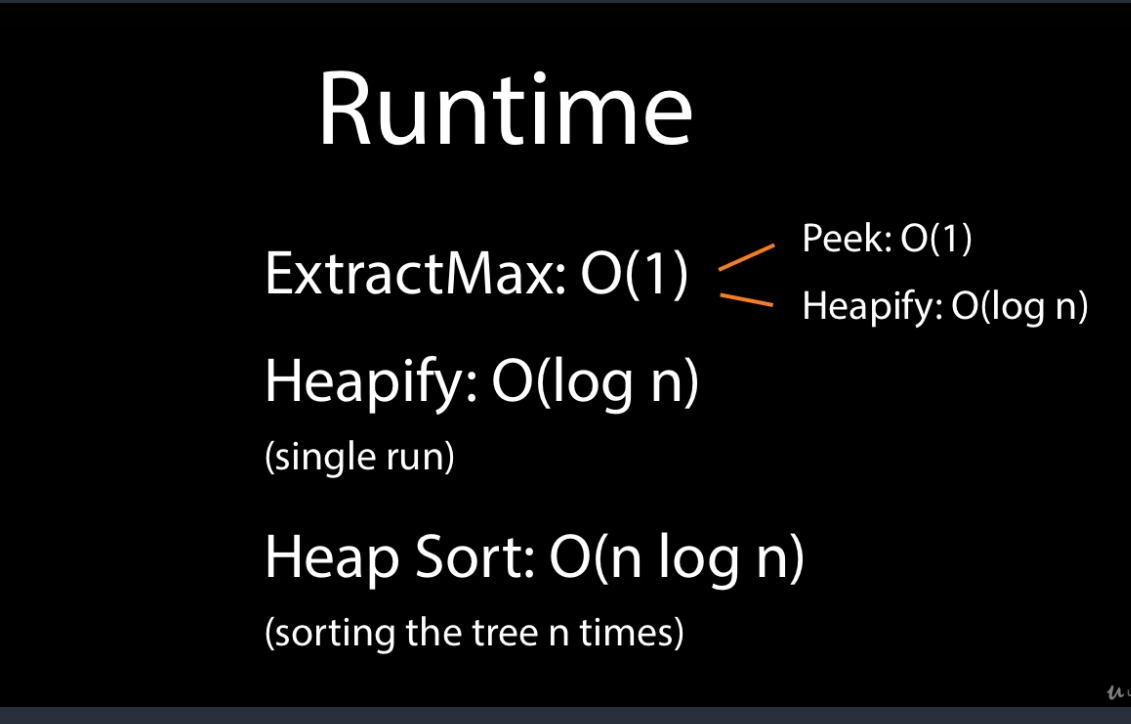 Runtime
ExtractMax: O(1)
Peek: O(1)
Heapify: O(log n)
Heapify: O(log n)
(single run)
Heap Sort: O(n log n)
(sorting the tree n times)